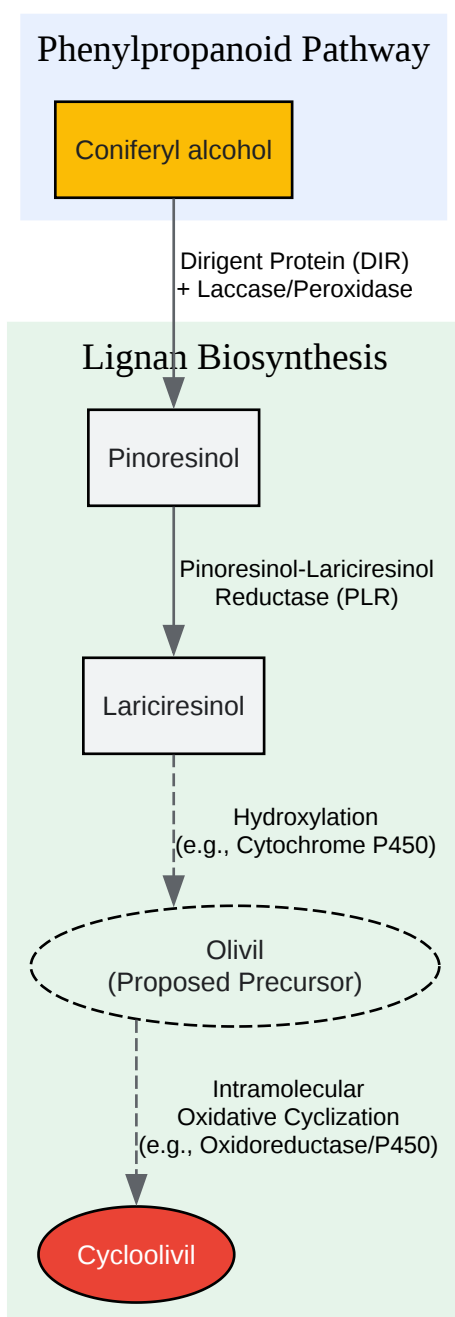 Phenylpropanoid Pathway
Coniferyl alcohol
Dirigent Protein (DIR)
+ Laccase/Peroxidase
Lignan Biosynthesis
Pinoresinol
Pinoresinol-Lariciresinol
Reductase (PLR)
Lariciresinol
Hydroxylation
(e.g., Cytochrome P450)
Olivil
(Proposed Precursor)
Intramolecular
Oxidative Cyclization
(e.g., Oxidoreductase/P450)
Cycloolivil